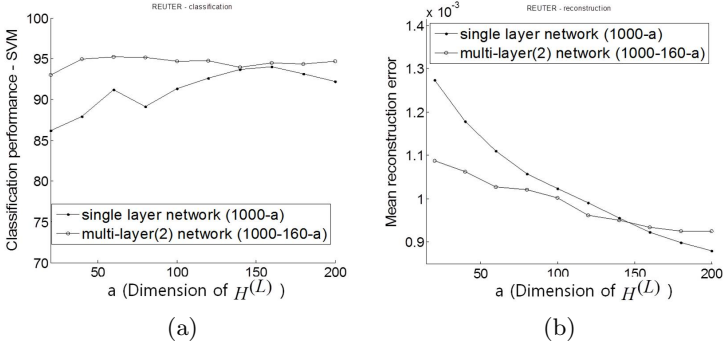 REUTER - classification
100
95
90
85
80
75
70
Classification performance - SVM
single layer network (1000-a)
multi-layer(2) network (1000-160-a)
50
100
150
200
a (Dimension of H^(L) )
(a)
REUTER - reconstruction
1.4 x 10^-3
1.3
1.2
1.1
1
0.9
Mean reconstruction error
single layer network (1000-a)
multi-layer(2) network (1000-160-a)
50
100
150
200
a (Dimension of H^(L) )
(b)